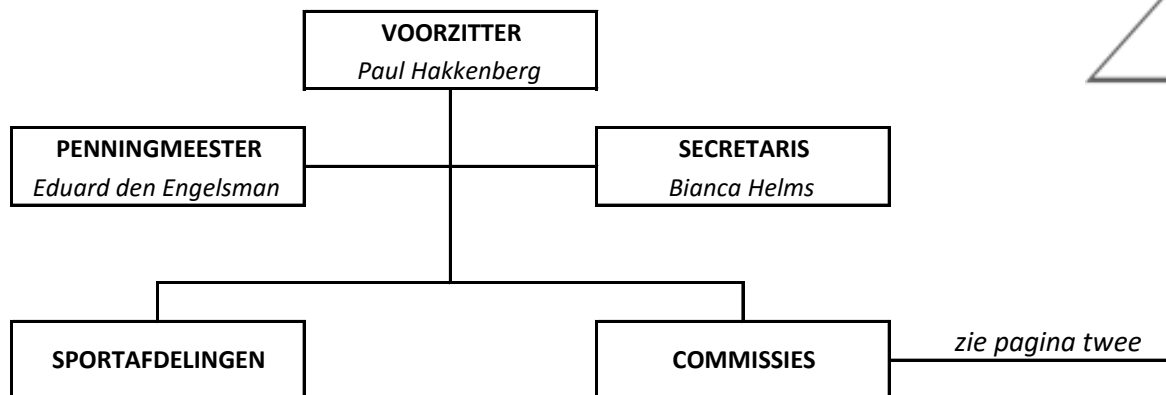 VOORZITTER
Paul Hakkenberg
PENNINGMEESTER
Eduard den Engelsman
SECRETARIS
Bianca Helms
SPORTAFDELINGEN
COMMISSIES
zie pagina twee